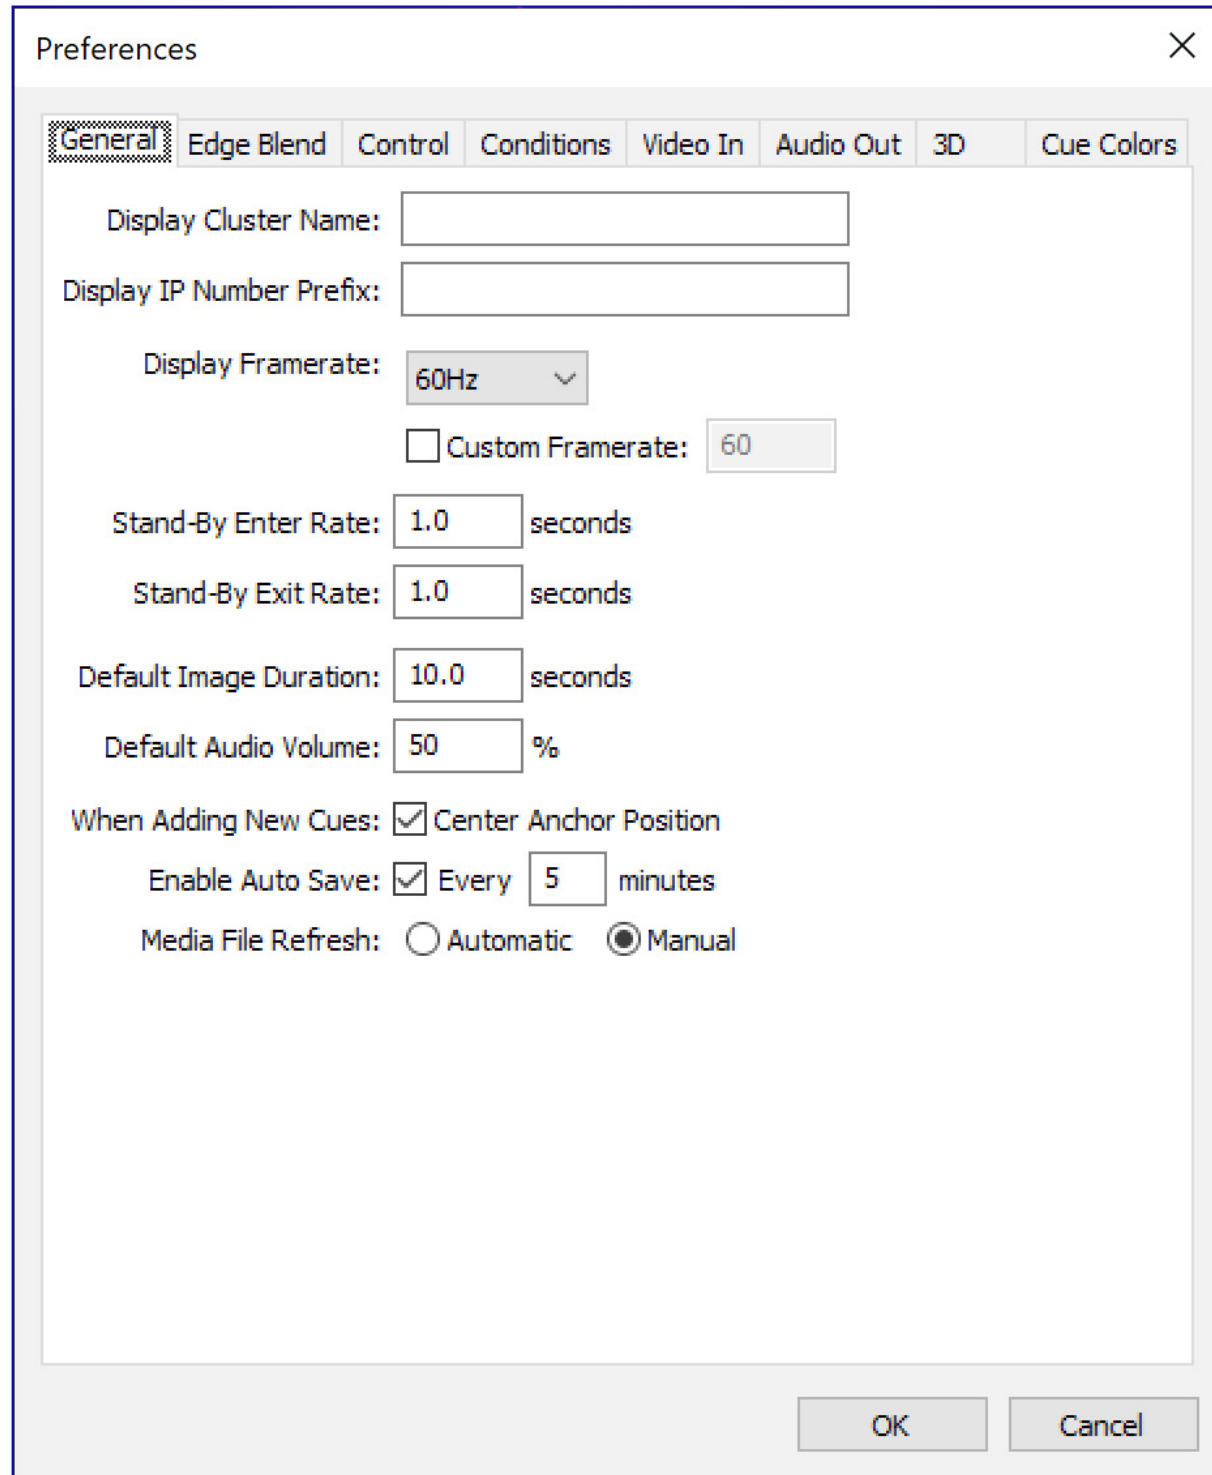 Preferences
General Edge Blend Control Conditions Video In Audio Out 3D Cue Colors
Display Cluster Name:
Display IP Number Prefix:
Display Framerate: 60Hz
Custom Framerate: 60
Stand-By Enter Rate: 1.0 seconds
Stand-By Exit Rate: 1.0 seconds
Default Image Duration: 10.0 seconds
Default Audio Volume: 50 %
When Adding New Cues: Center Anchor Position
Enable Auto Save: Every 5 minutes
Media File Refresh: Automatic Manual
OK Cancel